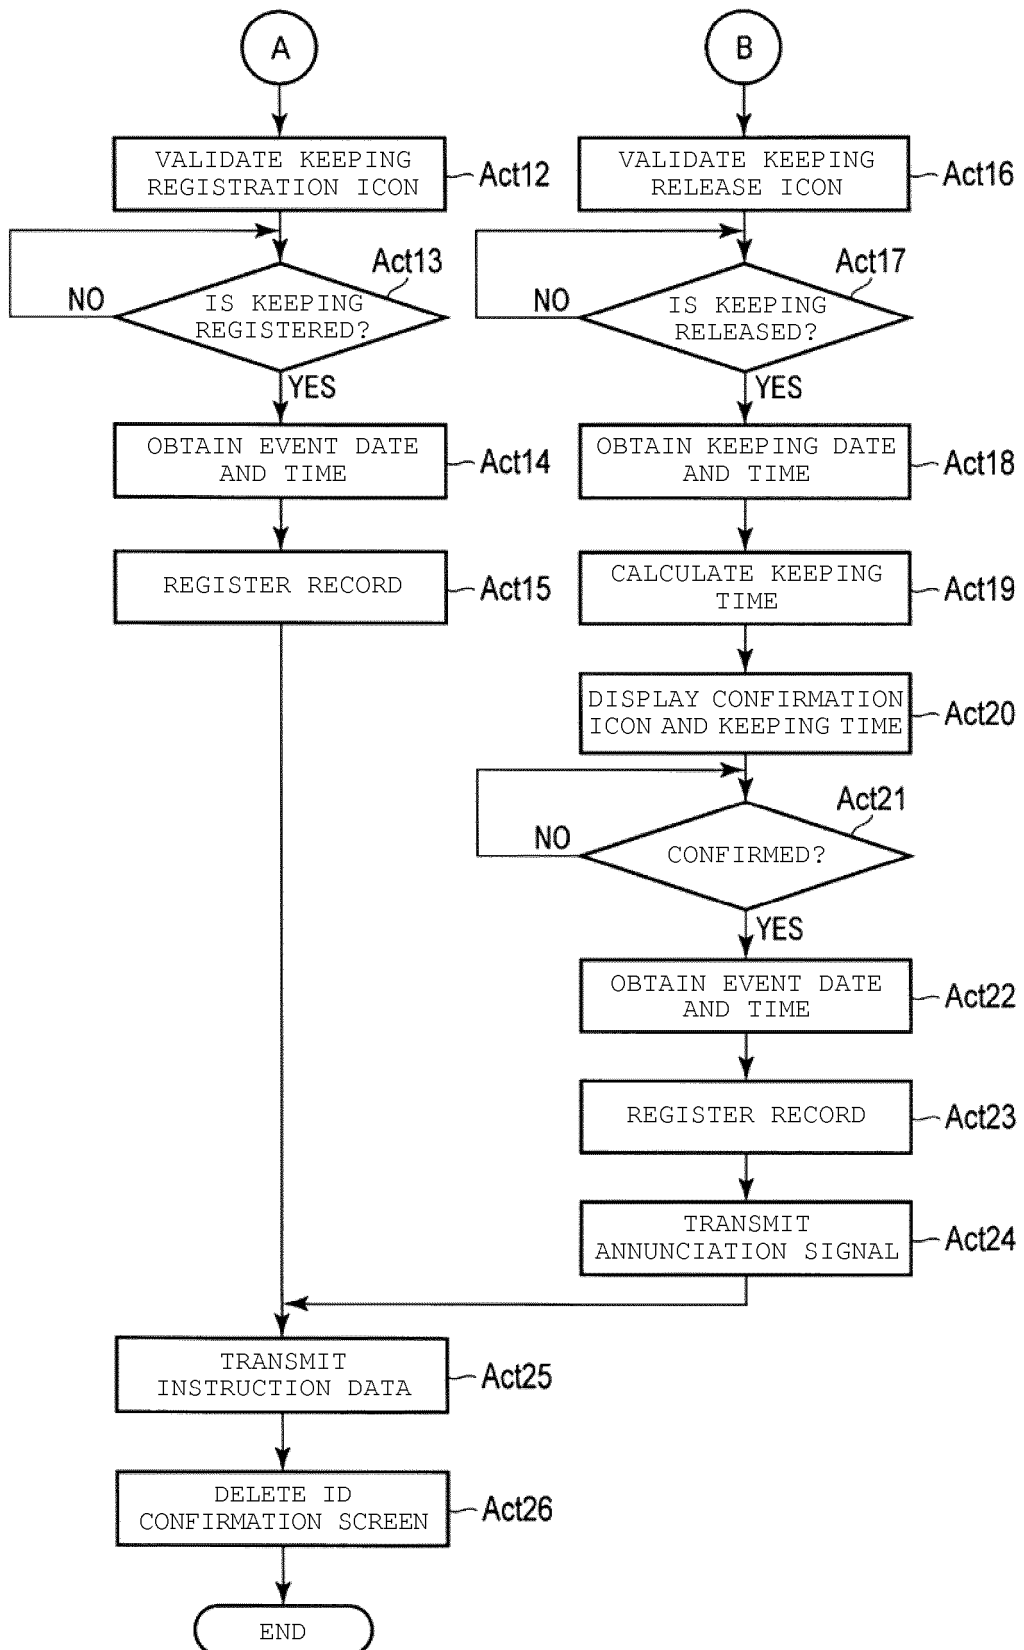 A
VALIDATE KEEPING
REGISTRATION ICON
Act12
Act13
NO
IS KEEPING
REGISTERED?
YES
OBTAIN EVENT DATE
AND TIME
Act14
REGISTER RECORD
Act15
B
VALIDATE KEEPING
RELEASE ICON
Act16
Act17
NO
IS KEEPING
RELEASED?
YES
OBTAIN KEEPING DATE
AND TIME
Act18
CALCULATE KEEPING
TIME
Act19
DISPLAY CONFIRMATION
ICON AND KEEPING TIME
Act20
Act21
NO
CONFIRMED?
YES
OBTAIN EVENT DATE
AND TIME
Act22
REGISTER RECORD
Act23
TRANSMIT
ANNUNCIATION SIGNAL
Act24
TRANSMIT
INSTRUCTION DATA
Act25
DELETE ID
CONFIRMATION SCREEN
Act26
END